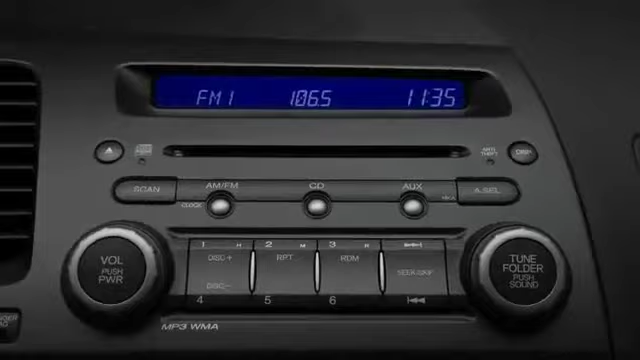 FM1 106.5 11:35
ANTI THEFT DISP
SCAN AM/FM CD AUX A.SEL
CLOCK
1 H 2 M 3 R
VOL PUSH PWR
DISC+ RPT RDM
SEEK/SKIP
TUNE FOLDER PUSH SOUND
DISC−
4 5 6
MP3 WMA